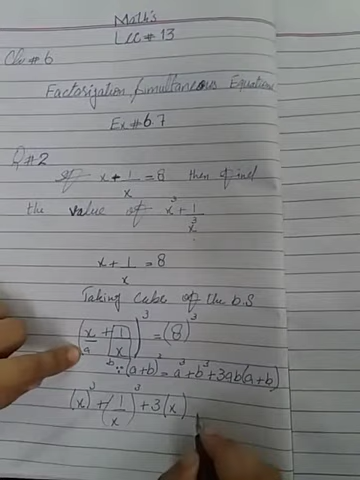 Math's
Lec # 13
Ch # 6
Factorization, Simultaneous Equations
Ex # 6.7
Q # 2
If x + 1/x = 8 then find
the value of x³ + 1/x³
x + 1/x = 8
Taking cube of the b.S
(x + 1/x)³ = (8)³
a b ∵ (a+b)³ = a³ + b³ + 3ab(a+b)
(x)³ + (1/x)³ + 3(x)